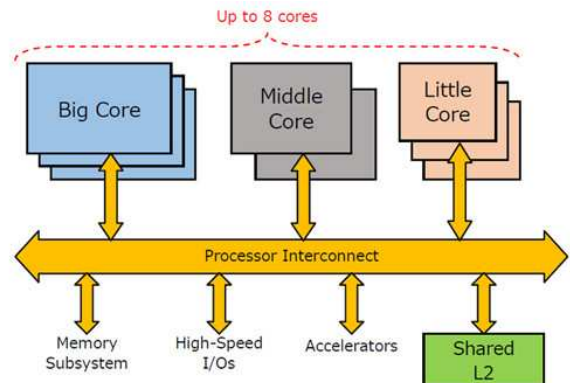 Up to 8 cores
Big Core
Middle
Core
Little
Core
Processor Interconnect
Memory
Subsystem
High-Speed
I/Os
Accelerators
Shared
L2